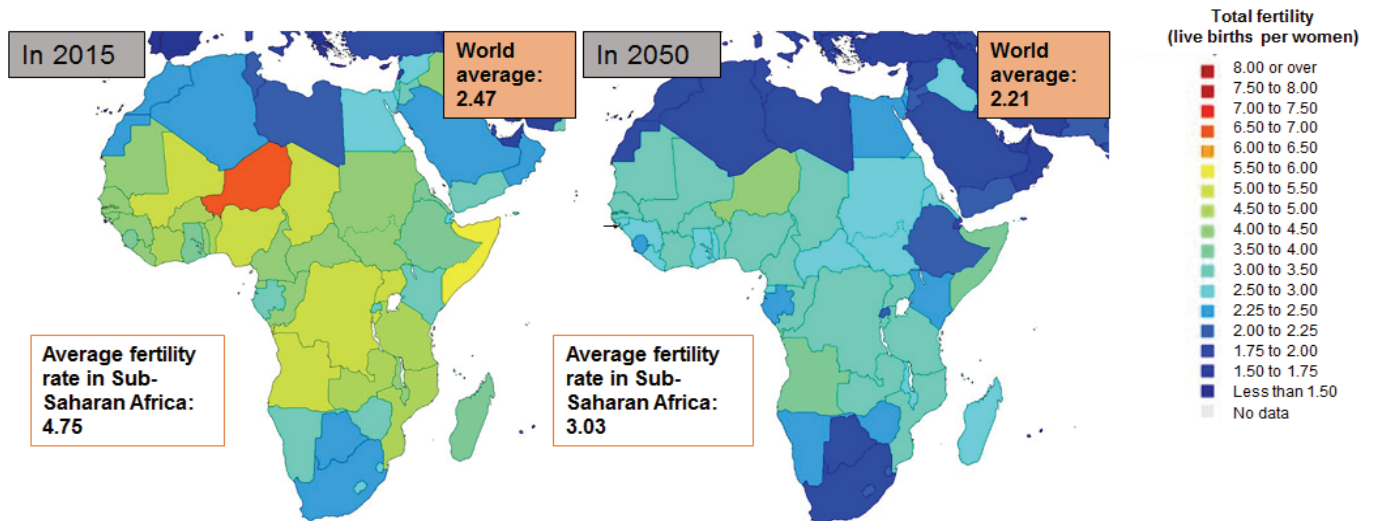 In 2015
World
average:
2.47
Average fertility
rate in Sub-
Saharan Africa:
4.75
In 2050
World
average:
2.21
Average fertility
rate in Sub-
Saharan Africa:
3.03
Total fertility
(live births per women)
8.00 or over
7.50 to 8.00
7.00 to 7.50
6.50 to 7.00
6.00 to 6.50
5.50 to 6.00
5.00 to 5.50
4.50 to 5.00
4.00 to 4.50
3.50 to 4.00
3.00 to 3.50
2.50 to 3.00
2.25 to 2.50
2.00 to 2.25
1.75 to 2.00
1.50 to 1.75
Less than 1.50
No data